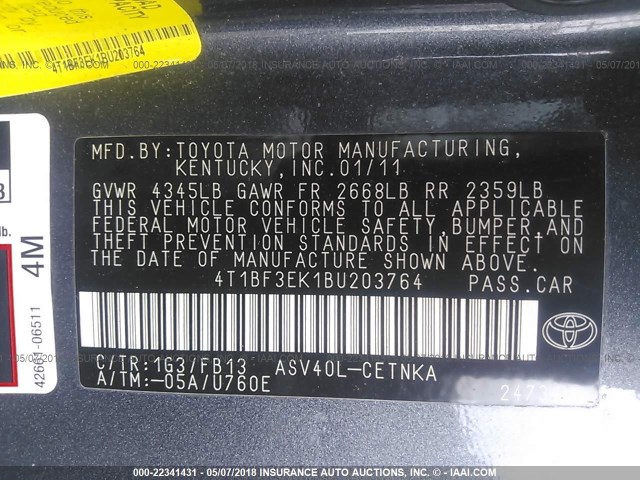 4T1BF3EK1BU203764
MFD.BY:TOYOTA MOTOR MANUFACTURING,
KENTUCKY,INC.01/11
GVWR 4345LB GAWR FR 2668LB RR 2359LB
THIS VEHICLE CONFORMS TO ALL APPLICABLE
FEDERAL MOTOR VEHICLE SAFETY,BUMPER,AND
THEFT PREVENTION STANDARDS IN EFFECT ON
THE DATE OF MANUFACTURE SHOWN ABOVE.
4T1BF3EK1BU203764 PASS.CAR
C/TR:1G3/FB13 ASV40L-CETNKA
A/TM:-05A/U760E
4M
lb.
000-22341431 - 05/07/2018 INSURANCE AUTO AUCTIONS, INC. - © IAAI.COM